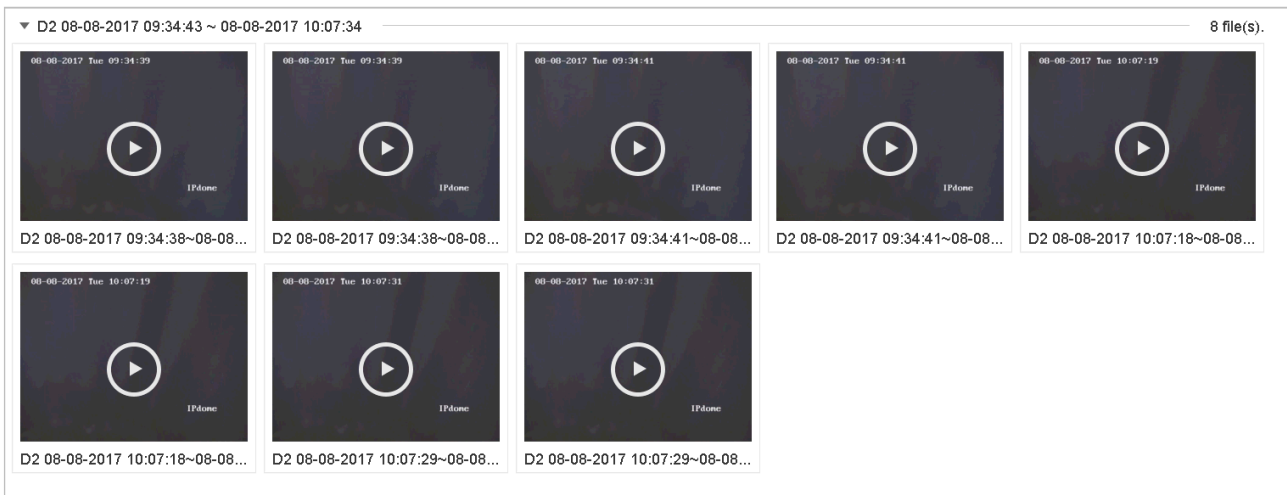 D2 08-08-2017 09:34:43 ~ 08-08-2017 10:07:34 8 file(s).
08-08-2017 Tue 09:34:39
IPdome
D2 08-08-2017 09:34:38~08-08...
08-08-2017 Tue 09:34:39
IPdome
D2 08-08-2017 09:34:38~08-08...
08-08-2017 Tue 09:34:41
IPdome
D2 08-08-2017 09:34:41~08-08...
08-08-2017 Tue 09:34:41
IPdome
D2 08-08-2017 09:34:41~08-08...
08-08-2017 Tue 10:07:19
IPdome
D2 08-08-2017 10:07:18~08-08...
08-08-2017 Tue 10:07:19
IPdome
D2 08-08-2017 10:07:18~08-08...
08-08-2017 Tue 10:07:31
IPdome
D2 08-08-2017 10:07:29~08-08...
08-08-2017 Tue 10:07:31
IPdome
D2 08-08-2017 10:07:29~08-08...